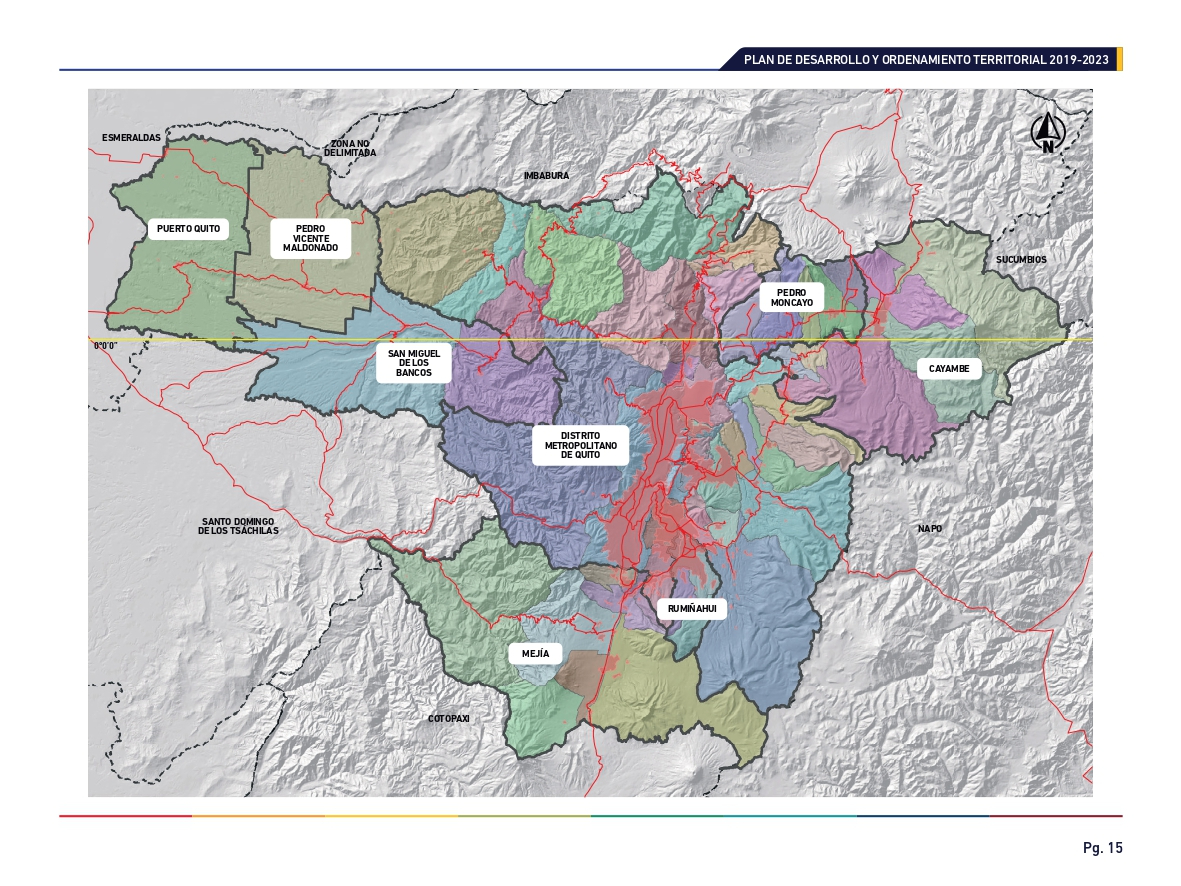 PLAN DE DESARROLLO Y ORDENAMIENTO TERRITORIAL 2019-2023
ESMERALDAS
ZONA NO
DELIMITADA
IMBABURA
N
PUERTO QUITO
PEDRO
VICENTE
MALDONADO
SUCUMBIOS
PEDRO
MONCAYO
0°0'0"
SAN MIGUEL
DE LOS
BANCOS
CAYAMBE
DISTRITO
METROPOLITANO
DE QUITO
SANTO DOMINGO
DE LOS TSÁCHILAS
NAPO
RUMIÑAHUI
MEJÍA
COTOPAXI
Pg. 15